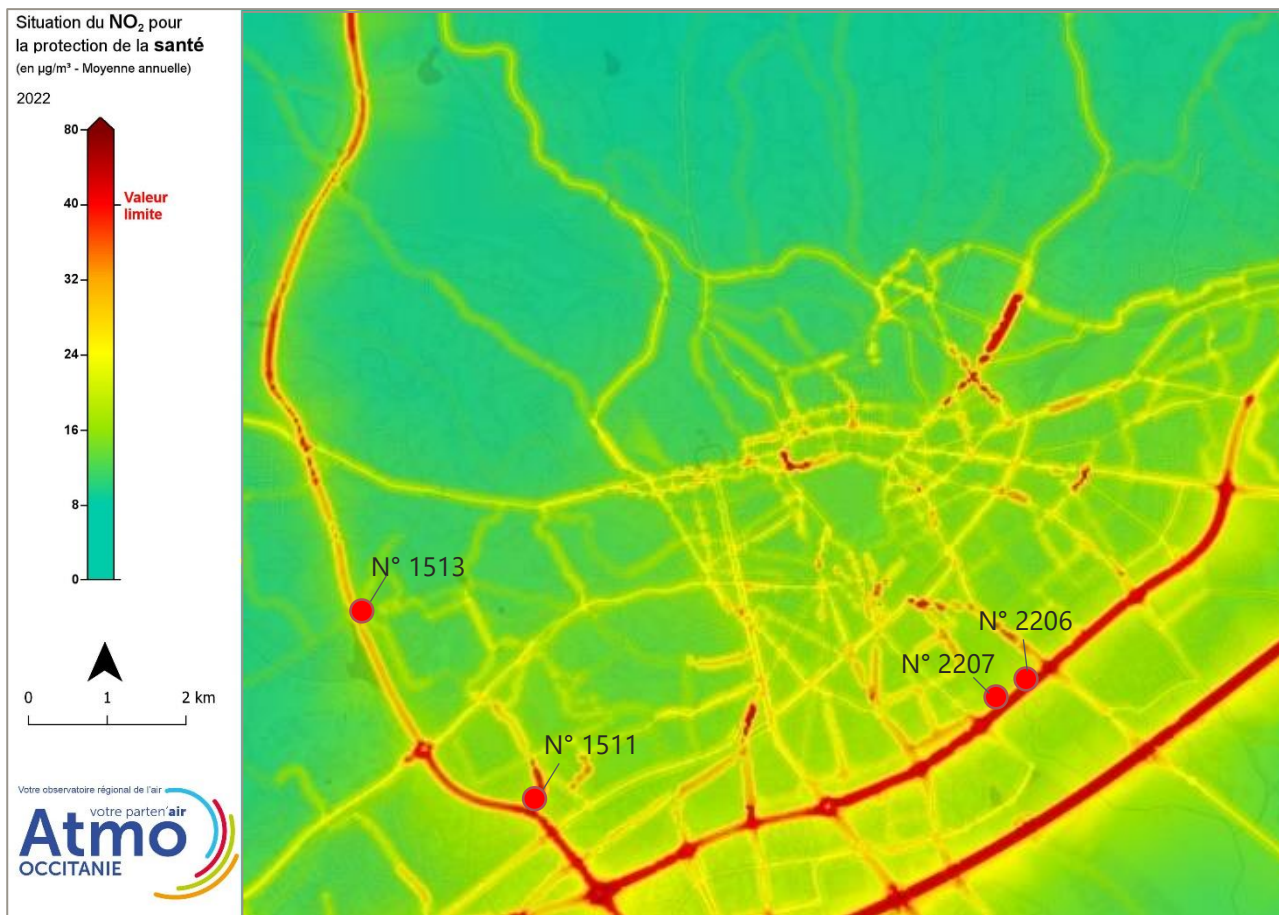 Situation du NO₂ pour
la protection de la santé
(en µg/m³ - Moyenne annuelle)
2022
80
40
Valeur
limite
32
24
16
8
0
0 1 2 km
Votre observatoire régional de l'air
votre parten'air
Atmo
OCCITANIE
N° 1513
N° 2206
N° 2207
N° 1511